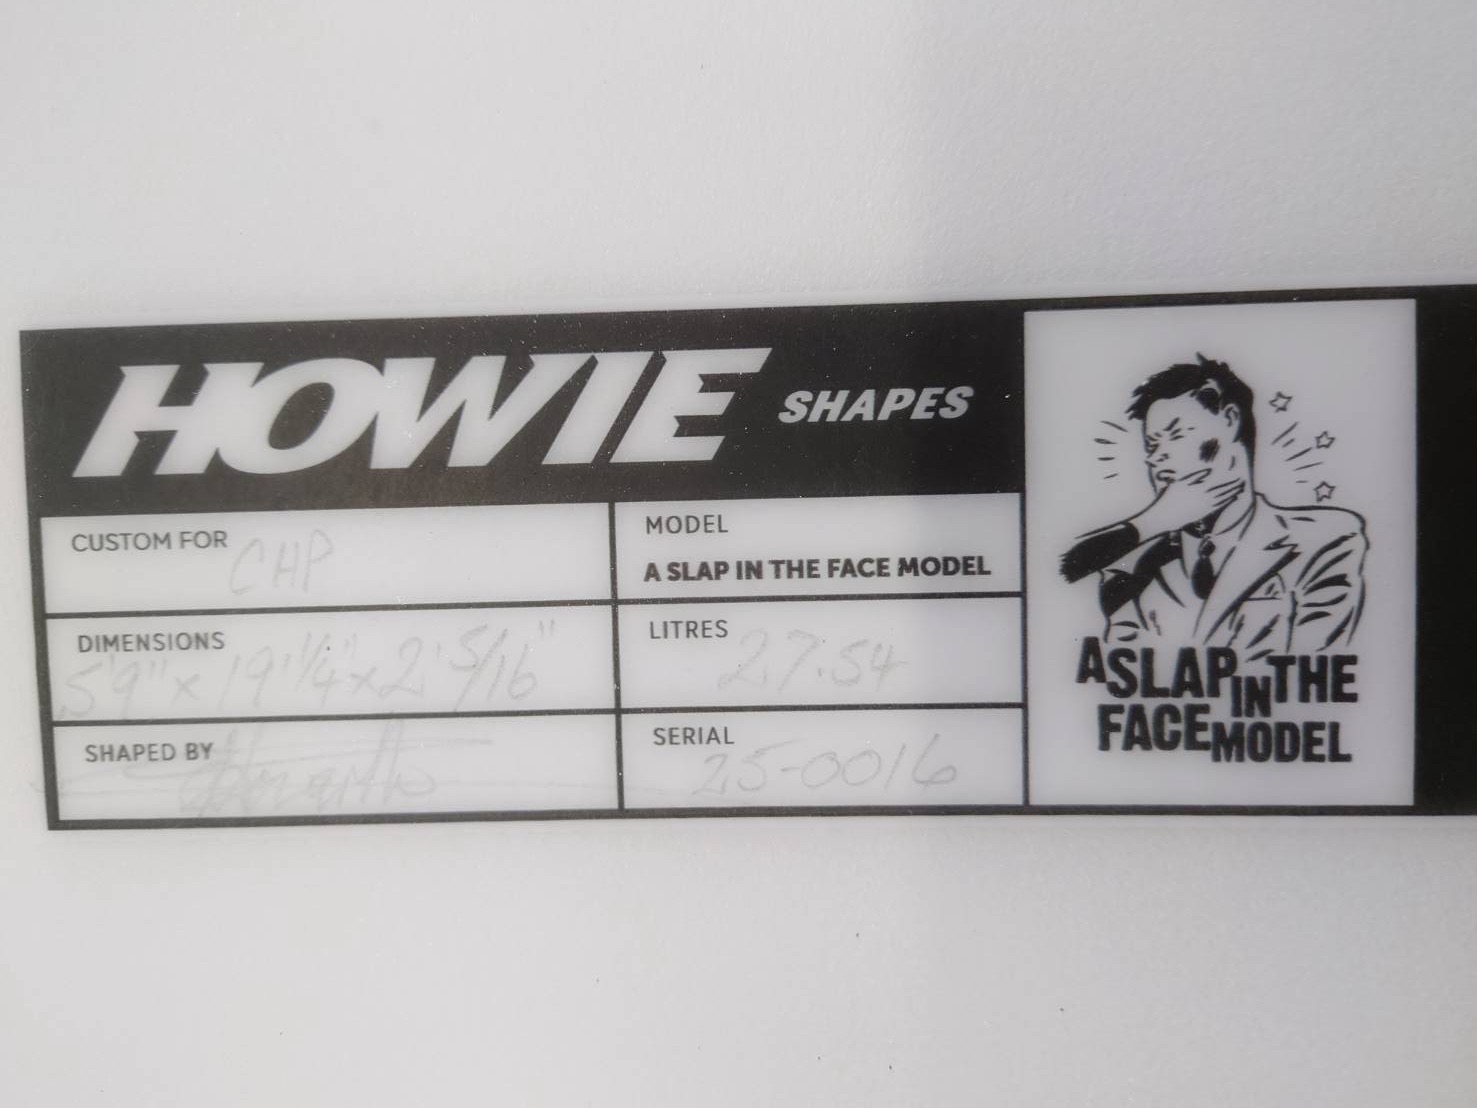 HOWIE SHAPES
CUSTOM FOR CHP
MODEL
A SLAP IN THE FACE MODEL
DIMENSIONS
5'9" x 19'1/4" x 2'5/16"
LITRES 27.54
SHAPED BY
SERIAL
25-0016
A SLAP IN THE
FACE MODEL